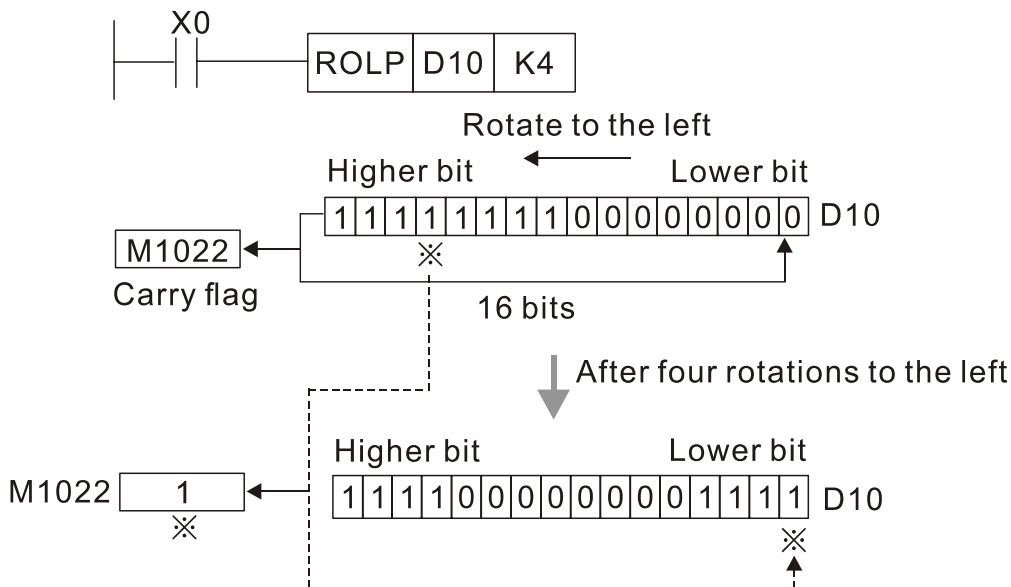 X0
ROLP D10 K4
Rotate to the left
Higher bit Lower bit
1 1 1 1 1 1 1 1 0 0 0 0 0 0 0 0 D10
M1022 ※
Carry flag
16 bits
After four rotations to the left
Higher bit Lower bit
M1022 1 1 1 1 1 0 0 0 0 0 0 0 0 1 1 1 1 D10
※ ※